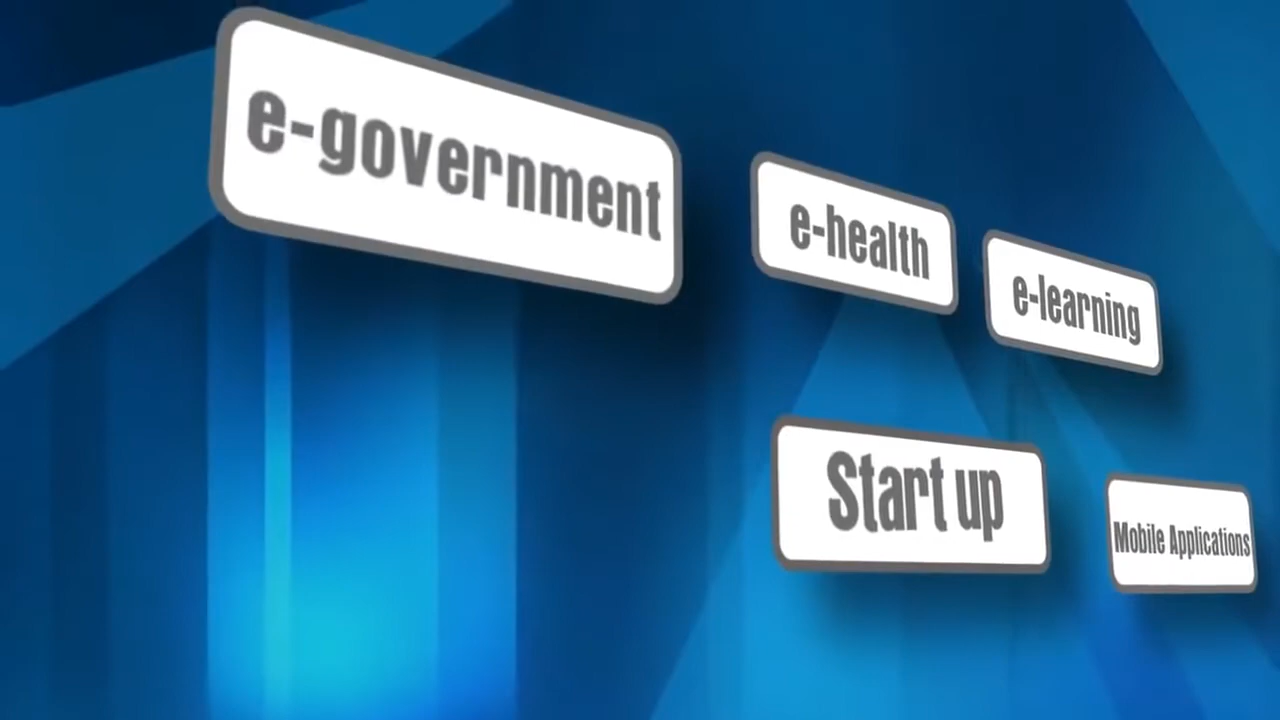 e-government
e-health
e-learning
Start up
Mobile Applications